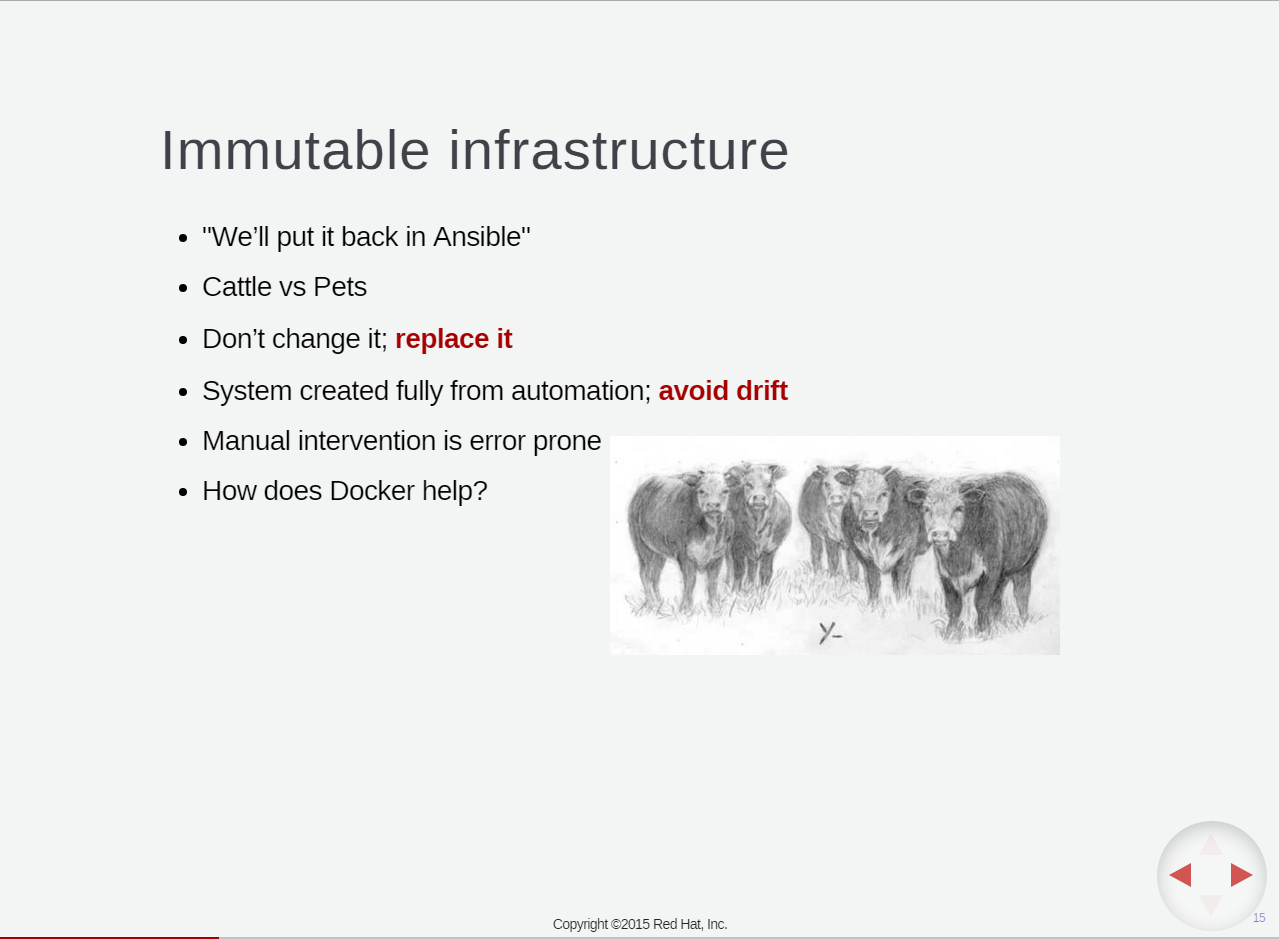 Immutable infrastructure
"We’ll put it back in Ansible"
Cattle vs Pets
Don’t change it; replace it
System created fully from automation; avoid drift
Manual intervention is error prone
How does Docker help?
Copyright ©2015 Red Hat, Inc.
15